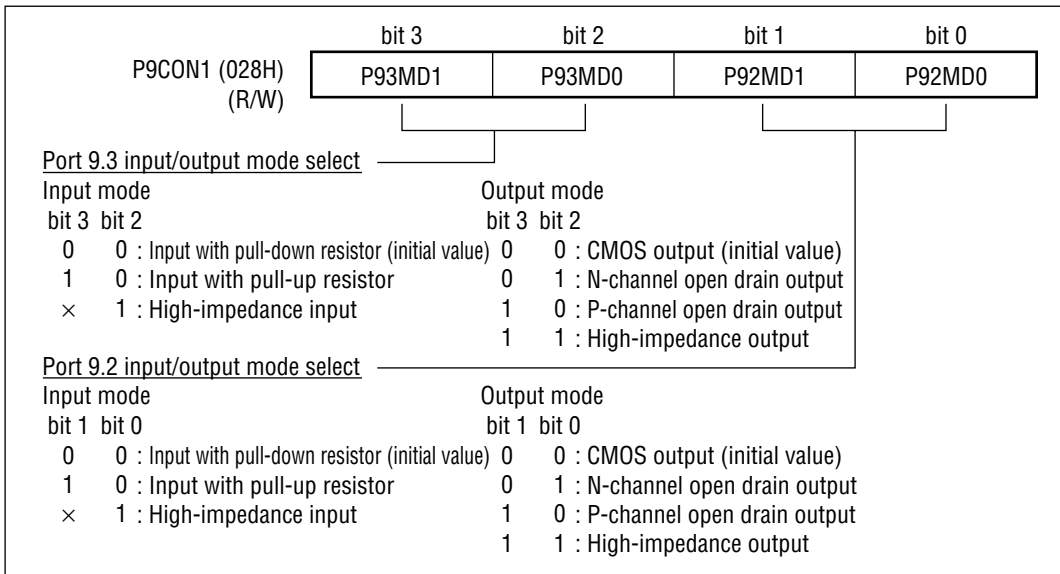 bit 3 bit 2 bit 1 bit 0
P9CON1 (028H) P93MD1 P93MD0 P92MD1 P92MD0
(R/W)
Port 9.3 input/output mode select
Input mode Output mode
bit 3 bit 2 bit 3 bit 2
0 0 : Input with pull-down resistor (initial value) 0 0 : CMOS output (initial value)
1 0 : Input with pull-up resistor 0 1 : N-channel open drain output
× 1 : High-impedance input 1 0 : P-channel open drain output
1 1 : High-impedance output
Port 9.2 input/output mode select
Input mode Output mode
bit 1 bit 0 bit 1 bit 0
0 0 : Input with pull-down resistor (initial value) 0 0 : CMOS output (initial value)
1 0 : Input with pull-up resistor 0 1 : N-channel open drain output
× 1 : High-impedance input 1 0 : P-channel open drain output
1 1 : High-impedance output